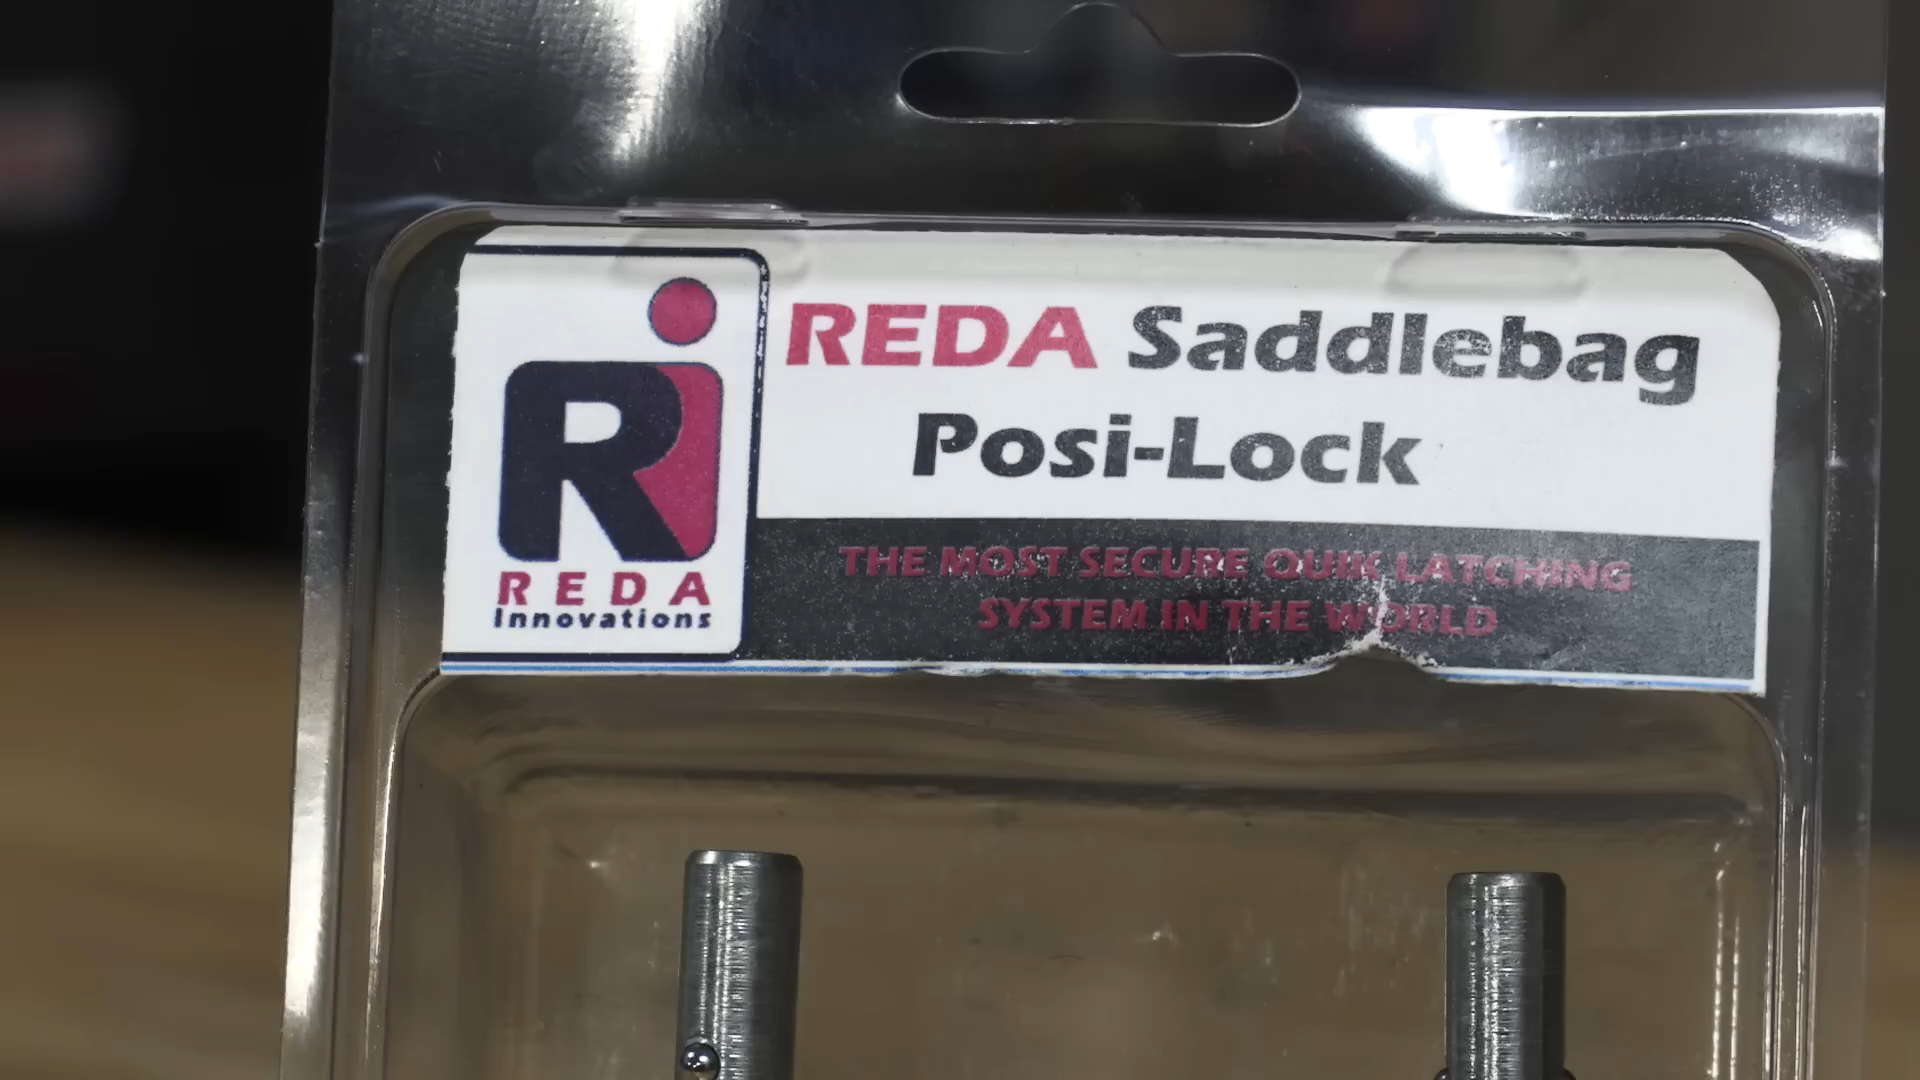 REDA Saddlebag
Posi-Lock
THE MOST SECURE QUIK LATCHING
SYSTEM IN THE WORLD
Ri
REDA
Innovations